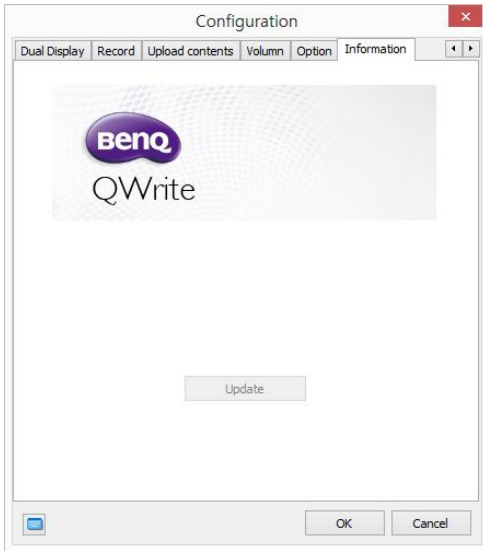 Configuration
Dual Display Record Upload contents Volumn Option Information
BenQ
QWrite
Update
OK Cancel